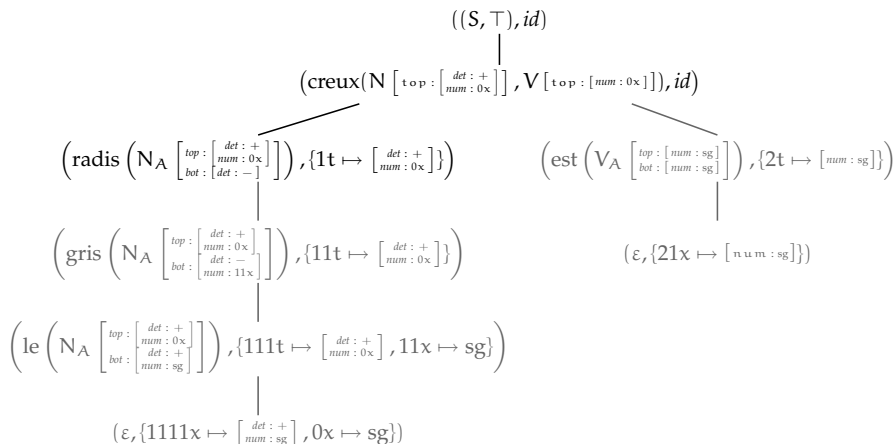 ((S, ⊤), id)
(creux(N [top : [det : + num : 0x]], V [top : [num : 0x]]), id)
(radis (N_A [top : [det : + num : 0x] bot : [det : −]]), {1t ↦ [det : + num : 0x]})
(est (V_A [top : [num : sg] bot : [num : sg]]), {2t ↦ [num : sg]})
(gris (N_A [top : [det : + num : 0x] bot : [det : − num : 11x]]), {11t ↦ [det : + num : 0x]})
(ε, {21x ↦ [num : sg]})
(le (N_A [top : [det : + num : 0x] bot : [det : + num : sg]]), {111t ↦ [det : + num : 0x], 11x ↦ sg})
(ε, {1111x ↦ [det : + num : sg], 0x ↦ sg})